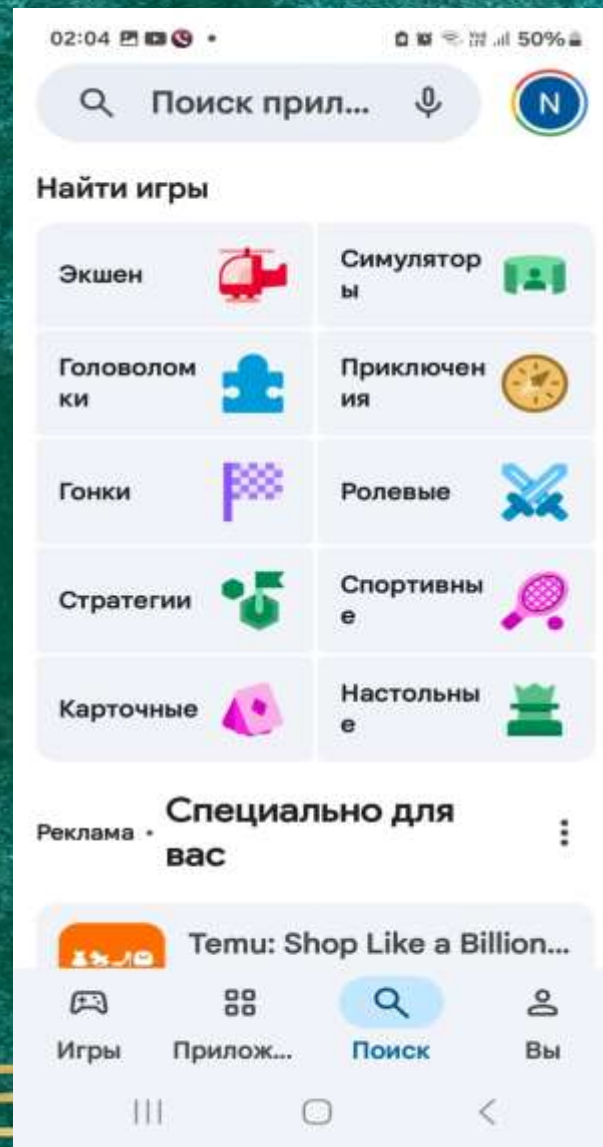 02:04
50%
Поиск прил...
N
Найти игры
Экшен
Симулятор
ы
Головолом
ки
Приключен
ия
Гонки
Ролевые
Стратегии
Спортивны
е
Карточные
Настольны
е
Реклама •
Специально для
вас
Temu: Shop Like a Billion...
Игры
Прилож...
Поиск
Вы